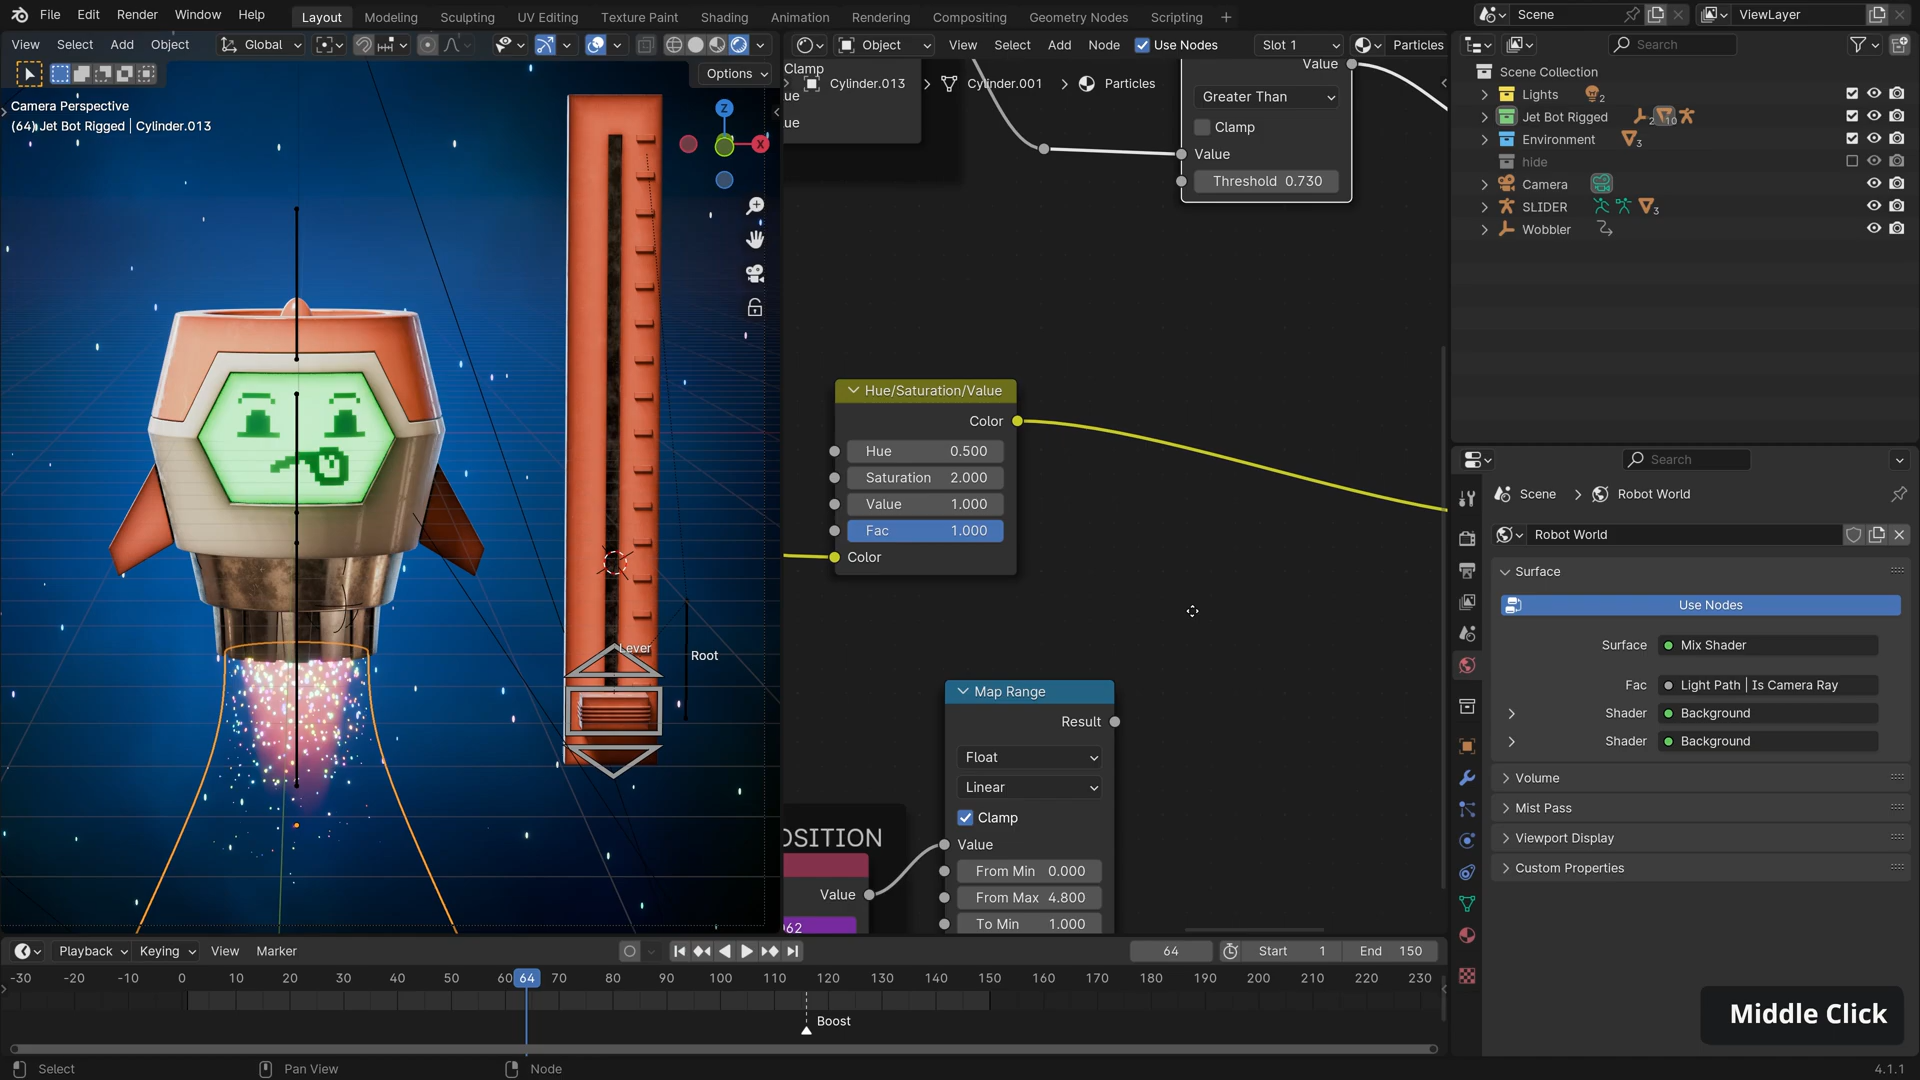 File Edit Render Window Help Layout Modeling Sculpting UV Editing Texture Paint Shading Animation Rendering Compositing Geometry Nodes Scripting + Scene ViewLayer
View Select Add Object Global Object View Select Add Node Use Nodes Slot 1 Particles Search
Options
Camera Perspective
(64) Jet Bot Rigged | Cylinder.013
Z
X
Lever
Root
Clamp
ue
ue
Cylinder.013 > Cylinder.001 > Particles
Value
Greater Than
Clamp
Value
Threshold 0.730
Hue/Saturation/Value
Color
Hue 0.500
Saturation 2.000
Value 1.000
Fac 1.000
Color
Map Range
Result
Float
Linear
Clamp
Value
From Min 0.000
From Max 4.800
To Min 1.000
OSITION
Value
062
Scene Collection
Lights 2
Jet Bot Rigged 2 10
Environment 3
hide
Camera
SLIDER 3
Wobbler
Search
Scene > Robot World
Robot World
Surface
Use Nodes
Surface Mix Shader
Fac Light Path | Is Camera Ray
Shader Background
Shader Background
Volume
Mist Pass
Viewport Display
Custom Properties
Playback Keying View Marker 64 Start 1 End 150
-30 -20 -10 0 10 20 30 40 50 60 64 70 80 90 100 110 120 130 140 150 160 170 180 190 200 210 220 230
Boost
Middle Click
Select Pan View Node 4.1.1